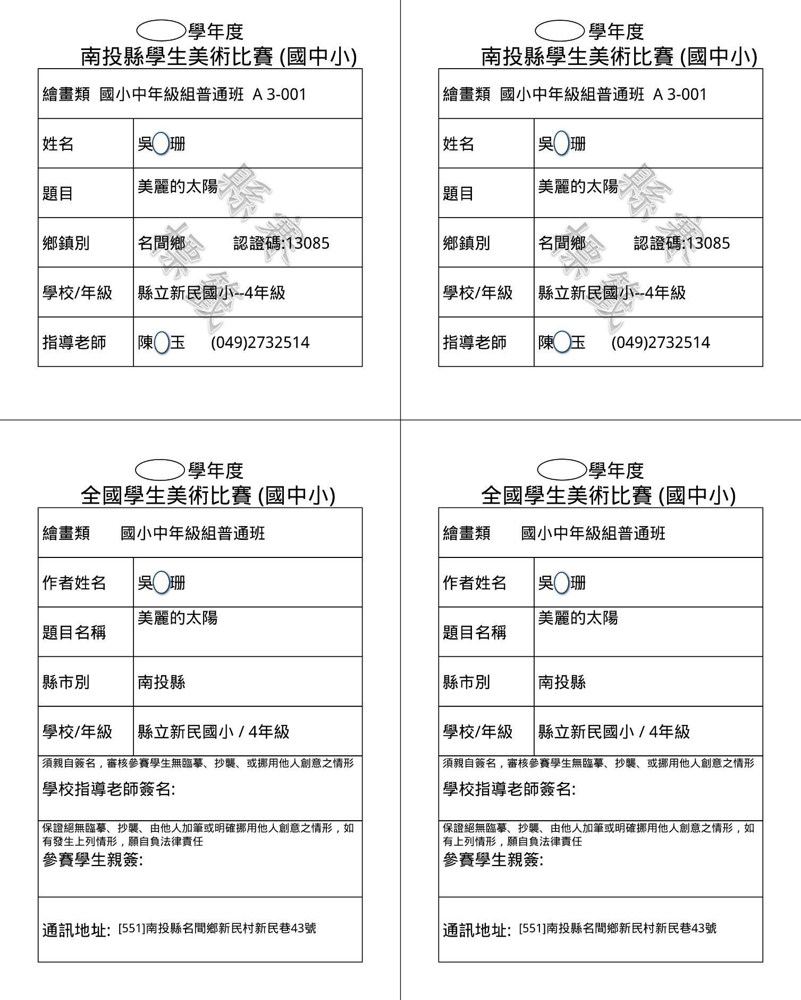 學年度
南投縣學生美術比賽 (國中小)
繪畫類 國小中年級組普通班 A 3-001
姓名 吳 珊
題目 美麗的太陽
鄉鎮別 名間鄉 認證碼:13085
學校/年級 縣立新民國小--4年級
指導老師 陳 玉 (049)2732514
縣賽
標籤
學年度
南投縣學生美術比賽 (國中小)
繪畫類 國小中年級組普通班 A 3-001
姓名 吳 珊
題目 美麗的太陽
鄉鎮別 名間鄉 認證碼:13085
學校/年級 縣立新民國小--4年級
指導老師 陳 玉 (049)2732514
縣賽
標籤
學年度
全國學生美術比賽 (國中小)
繪畫類 國小中年級組普通班
作者姓名 吳 珊
題目名稱 美麗的太陽
縣市別 南投縣
學校/年級 縣立新民國小 / 4年級
須親自簽名，審核參賽學生無臨摹、抄襲、或挪用他人創意之情形
學校指導老師簽名:
保證絕無臨摹、抄襲、由他人加筆或明確挪用他人創意之情形，如
有發生上列情形，願自負法律責任
參賽學生親簽:
通訊地址: [551]南投縣名間鄉新民村新民巷43號
學年度
全國學生美術比賽 (國中小)
繪畫類 國小中年級組普通班
作者姓名 吳 珊
題目名稱 美麗的太陽
縣市別 南投縣
學校/年級 縣立新民國小 / 4年級
須親自簽名，審核參賽學生無臨摹、抄襲、或挪用他人創意之情形
學校指導老師簽名:
保證絕無臨摹、抄襲、由他人加筆或明確挪用他人創意之情形，如
有上列情形，願自負法律責任
參賽學生親簽:
通訊地址: [551]南投縣名間鄉新民村新民巷43號